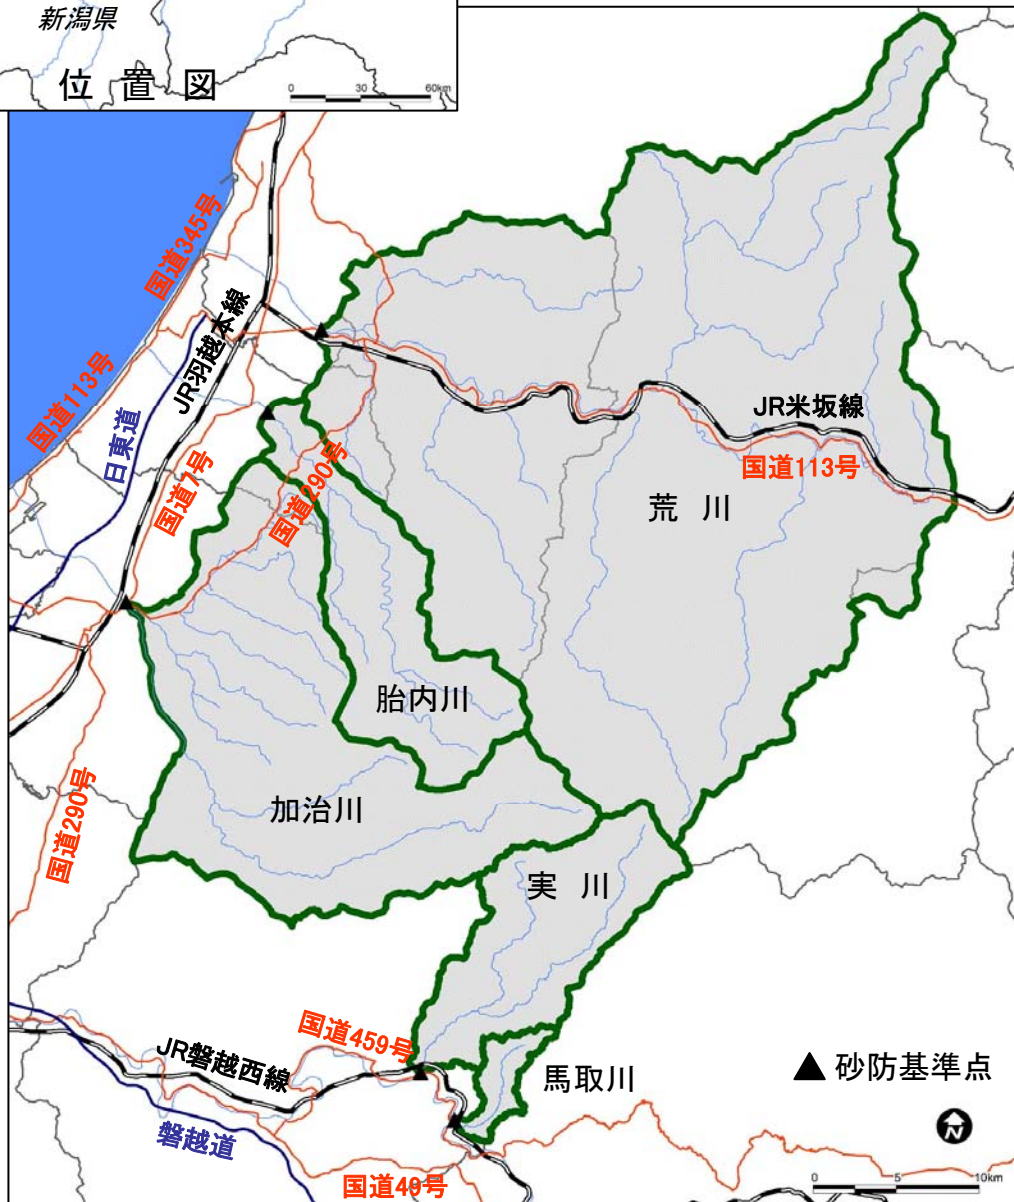 新潟県
位 置 図
0 30 60km
国道345号
JR羽越本線
国道113号
日東道
国道7号
国道290号
JR米坂線
国道113号
荒 川
胎内川
加治川
国道290号
実 川
国道459号
JR磐越西線
馬取川
▲ 砂防基準点
磐越道
N
国道49号
0 5 10km